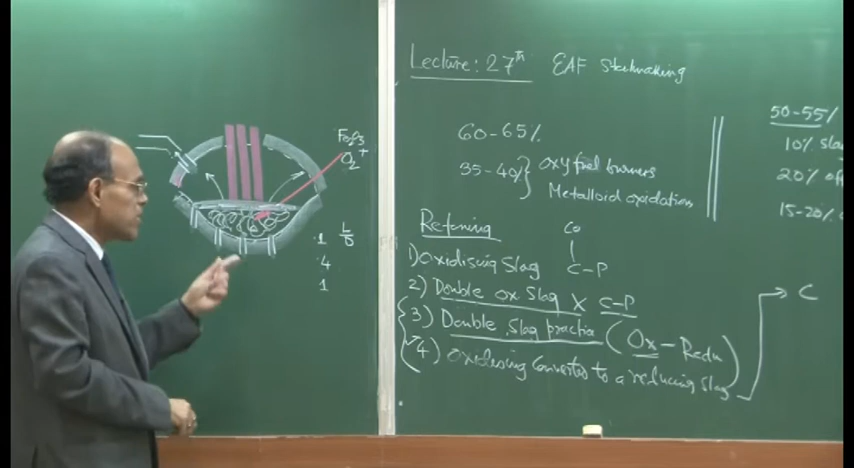 Lecture: 27th EAF Steelmaking
60-65%
35-40% } Oxyfuel burners
Metalloid oxidation
Refining
1) Oxidising Slag
Co
C-P
2) Double ox Slag X C-P
3) Double Slag practice (Ox - Redn)
4) Oxidising Converted to a reducing slag
C
50-55%
10% sla
20% off
15-20%
Fe2O3
O2 +
1
4
1